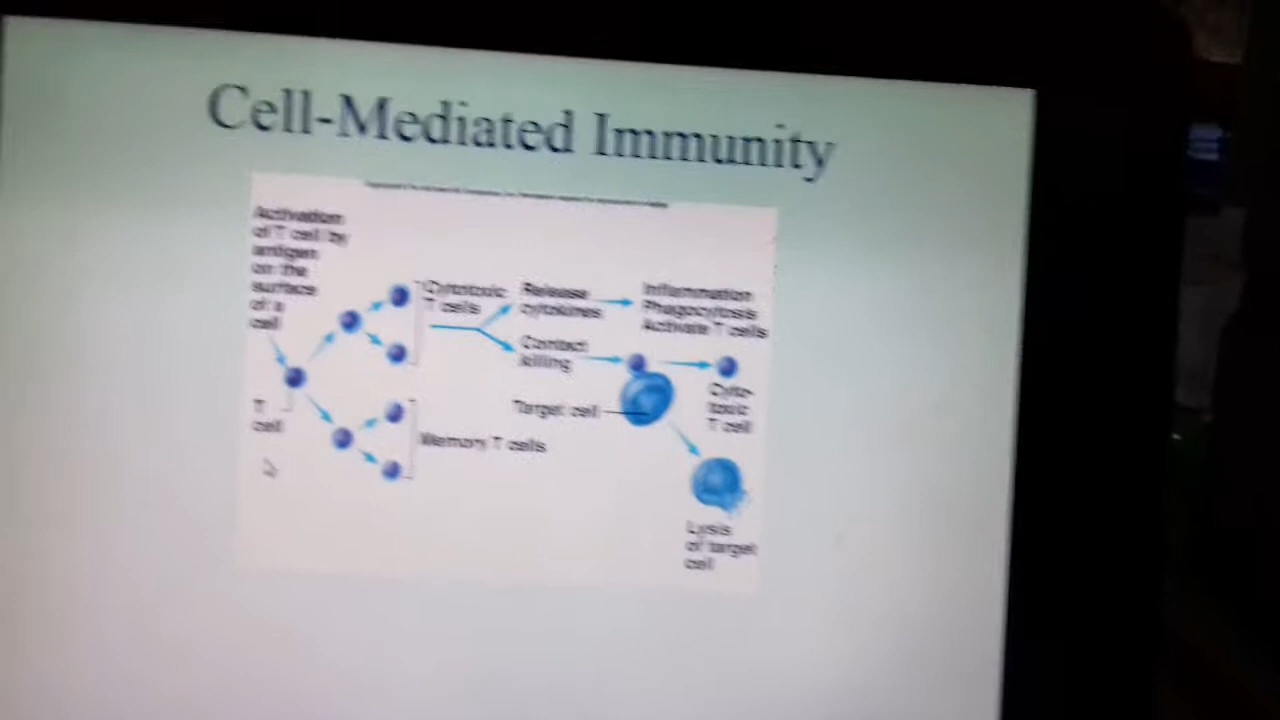 Cell-Mediated Immunity
Activation
of T cell by
antigen
on the
surface
of a
cell
T
cell
Cytotoxic
T cells
Release
cytokines
Inflammation
Phagocytosis
Activate T cells
Contact
killing
Target cell
Cyto-
toxic
T cell
Memory T cells
Lysis
of target
cell